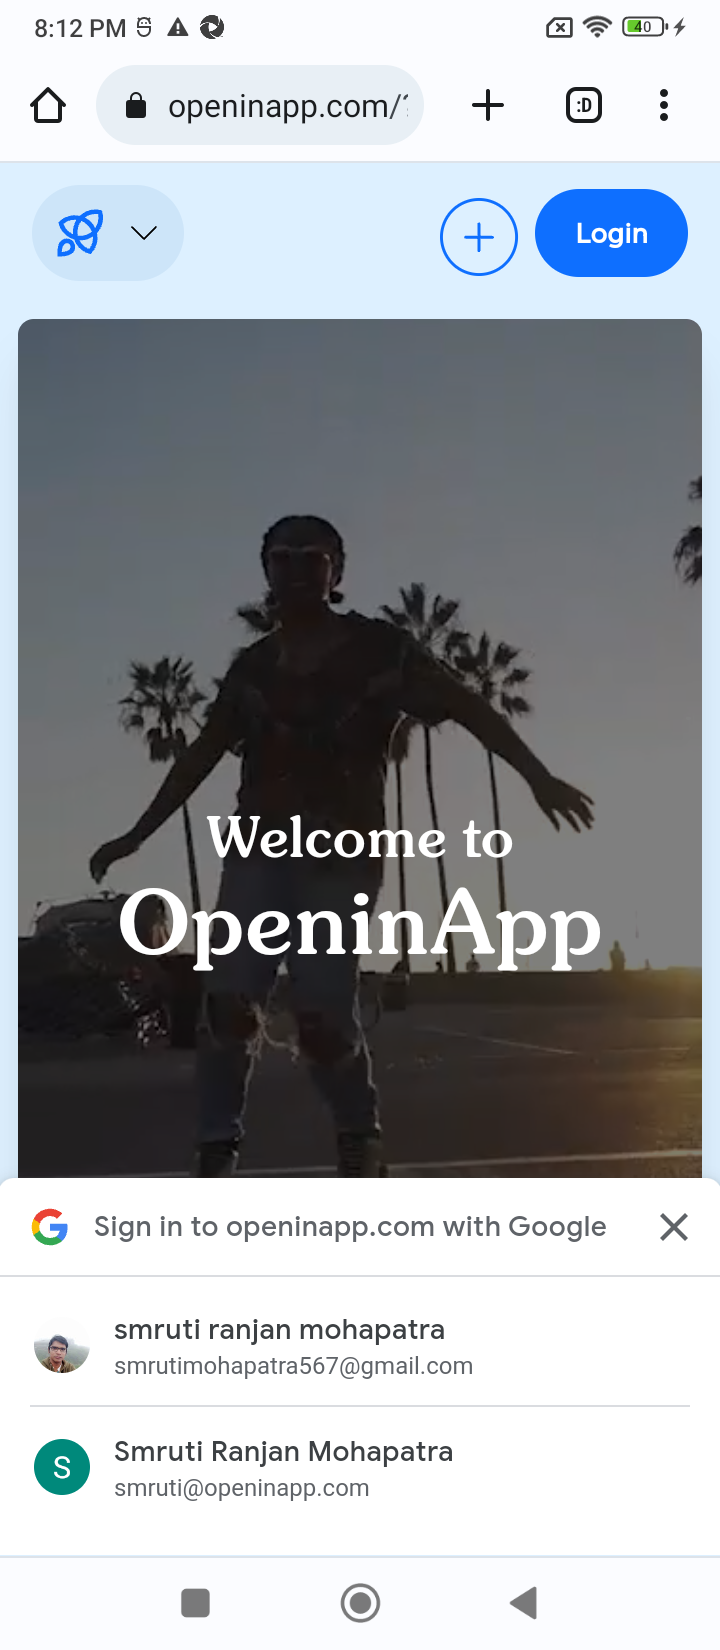 8:12 PM
40
openinapp.com/
:D
Login
Welcome to
OpeninApp
Sign in to openinapp.com with Google
smruti ranjan mohapatra
smrutimohapatra567@gmail.com
S
Smruti Ranjan Mohapatra
smruti@openinapp.com